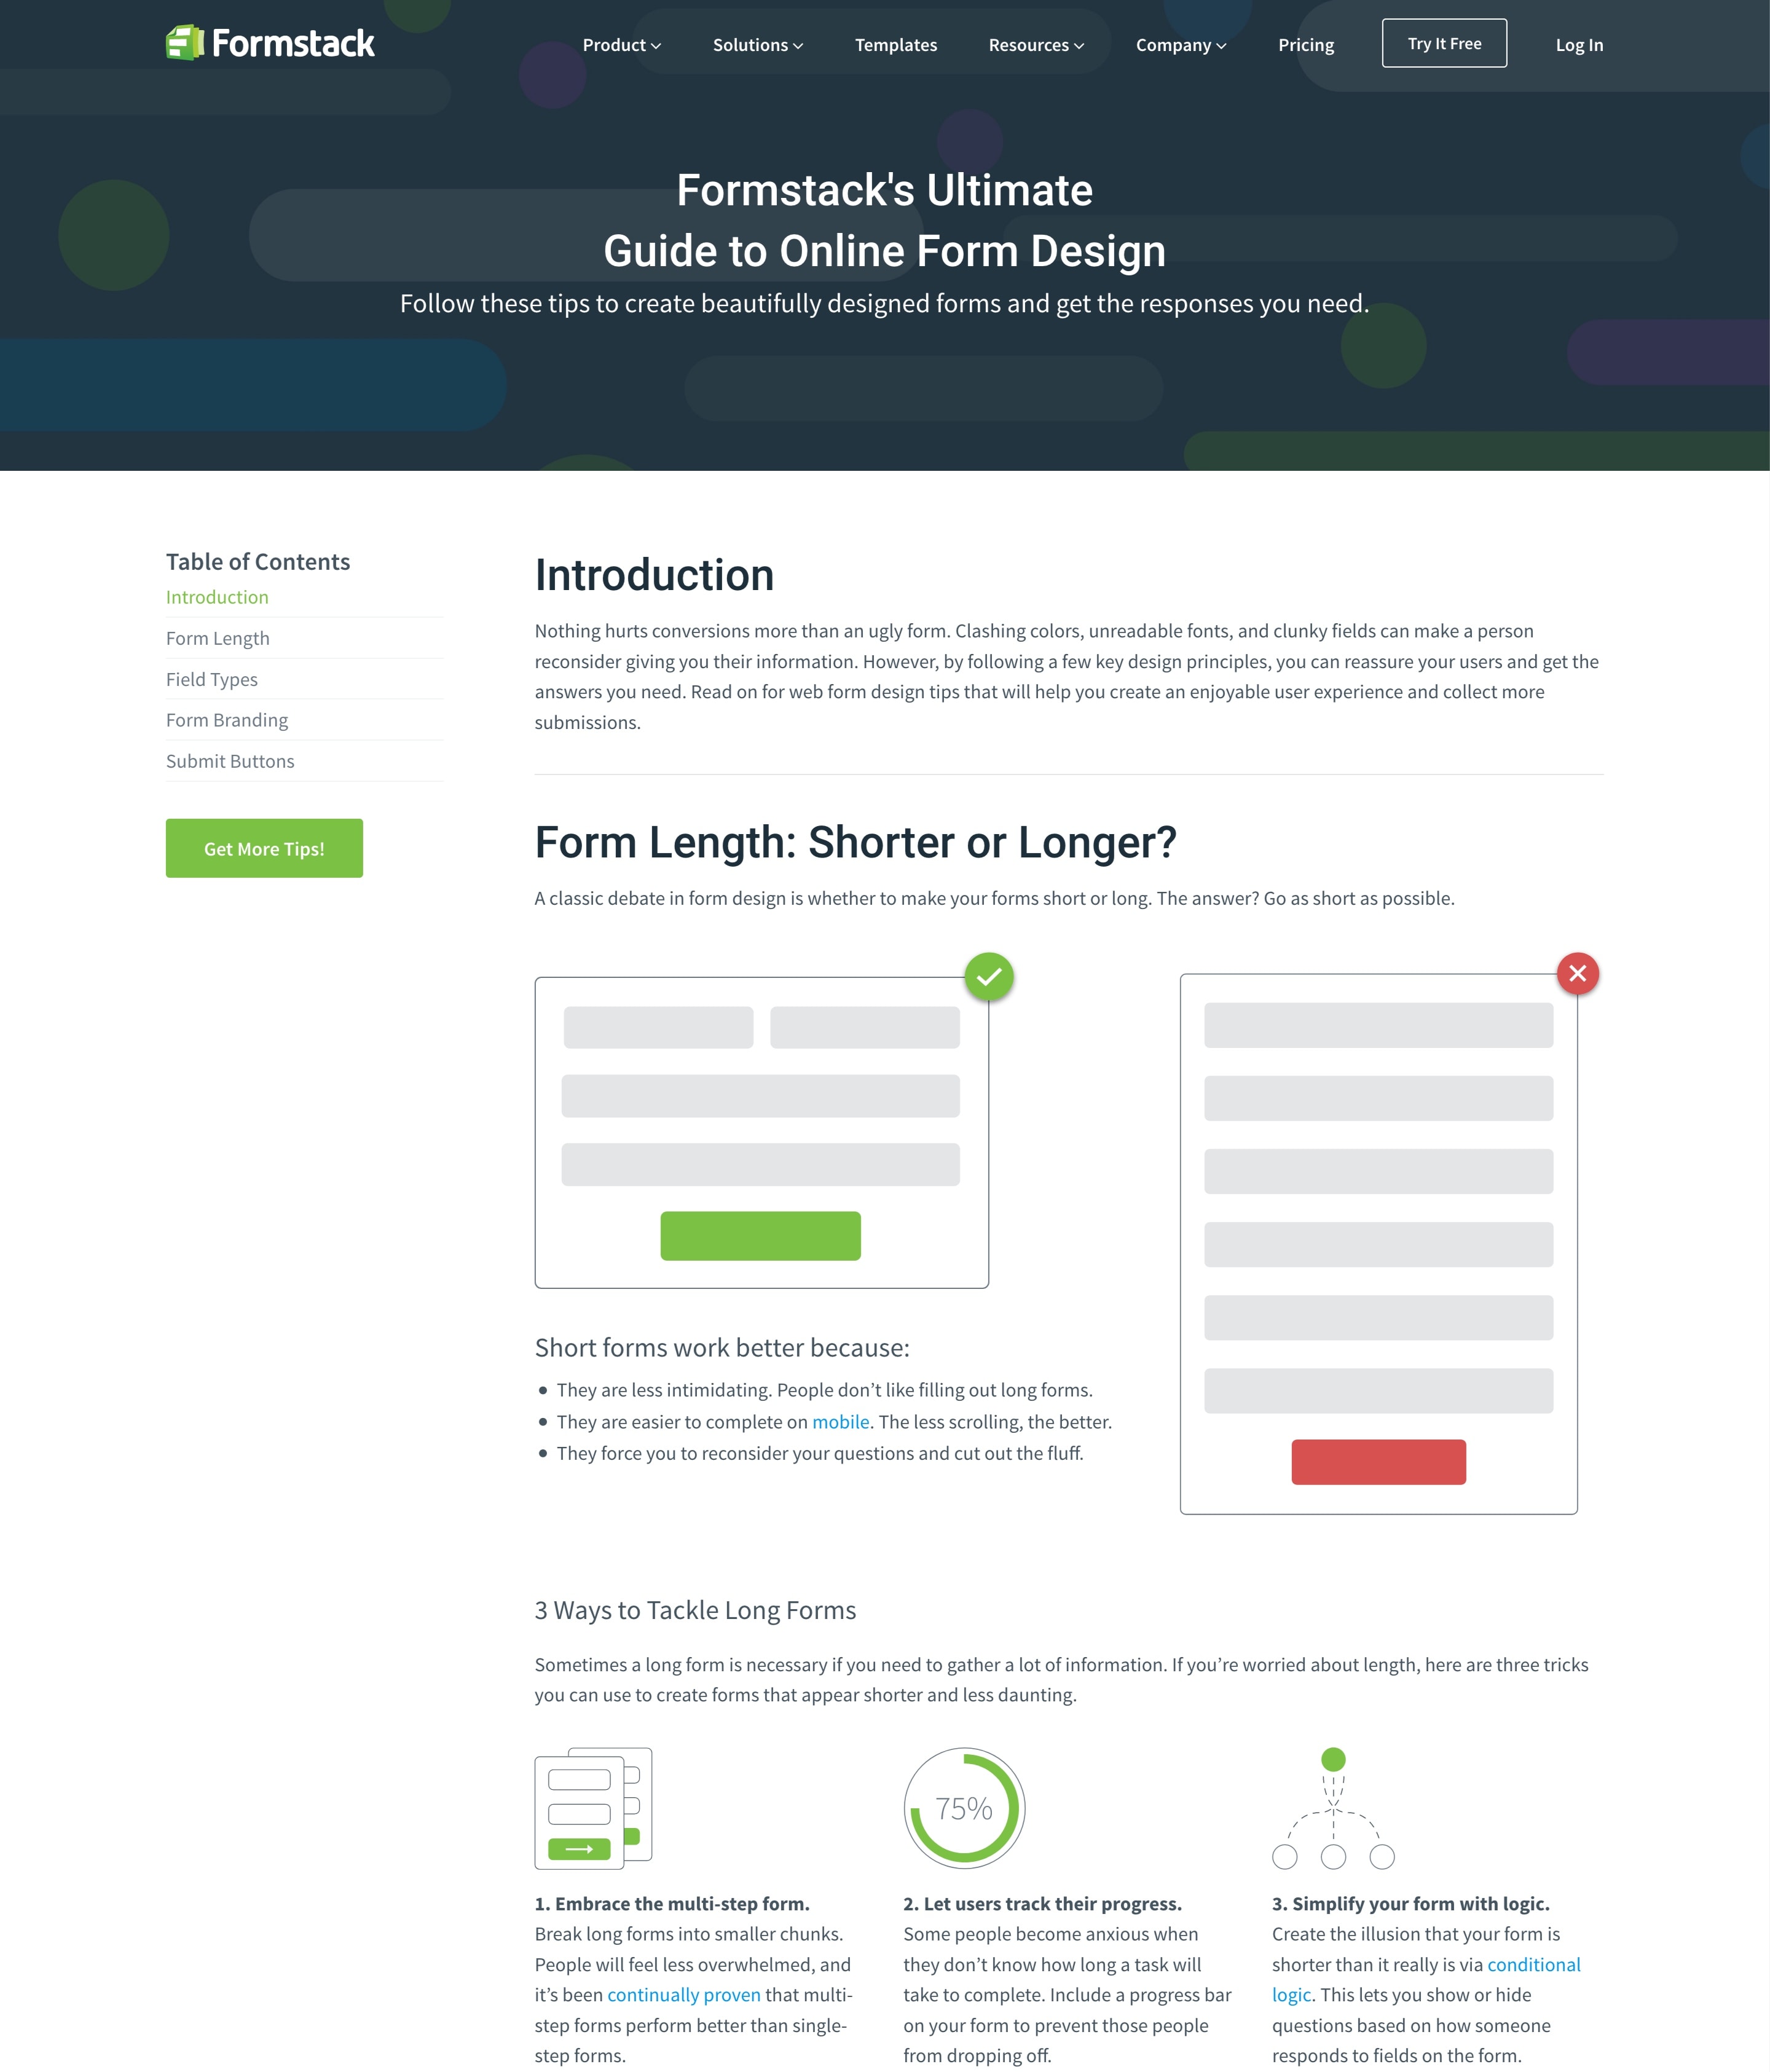 Formstack
Product
Solutions
Templates
Resources
Company
Pricing
Try It Free
Log In
Formstack's Ultimate
Guide to Online Form Design
Follow these tips to create beautifully designed forms and get the responses you need.
Table of Contents
Introduction
Form Length
Field Types
Form Branding
Submit Buttons
Get More Tips!
Introduction
Nothing hurts conversions more than an ugly form. Clashing colors, unreadable fonts, and clunky fields can make a person
reconsider giving you their information. However, by following a few key design principles, you can reassure your users and get the
answers you need. Read on for web form design tips that will help you create an enjoyable user experience and collect more
submissions.
Form Length: Shorter or Longer?
A classic debate in form design is whether to make your forms short or long. The answer? Go as short as possible.
Short forms work better because:
• They are less intimidating. People don’t like filling out long forms.
• They are easier to complete on mobile. The less scrolling, the better.
• They force you to reconsider your questions and cut out the fluff.
3 Ways to Tackle Long Forms
Sometimes a long form is necessary if you need to gather a lot of information. If you’re worried about length, here are three tricks
you can use to create forms that appear shorter and less daunting.
1. Embrace the multi-step form.
Break long forms into smaller chunks.
People will feel less overwhelmed, and
it’s been continually proven that multi-
step forms perform better than single-
step forms.
75%
2. Let users track their progress.
Some people become anxious when
they don’t know how long a task will
take to complete. Include a progress bar
on your form to prevent those people
from dropping off.
3. Simplify your form with logic.
Create the illusion that your form is
shorter than it really is via conditional
logic. This lets you show or hide
questions based on how someone
responds to fields on the form.